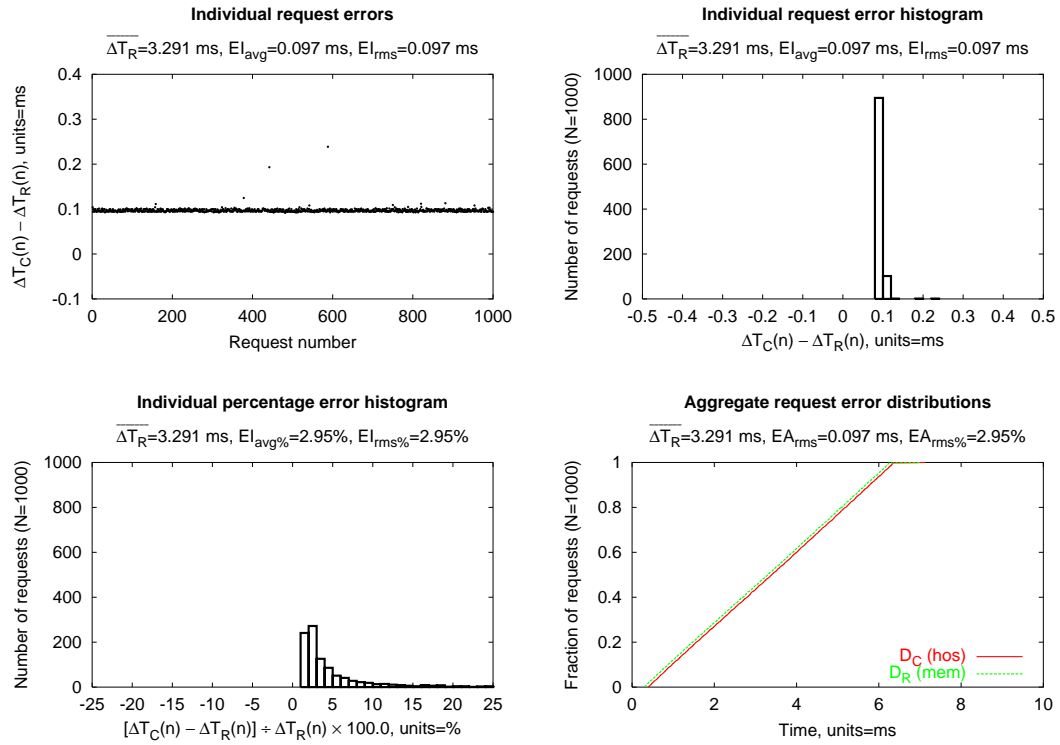 Individual request errors
ΔT_R=3.291 ms, EI_avg=0.097 ms, EI_rms=0.097 ms
ΔT_C(n) − ΔT_R(n), units=ms
0.4
0.3
0.2
0.1
0
-0.1
0 200 400 600 800 1000
Request number
Individual request error histogram
ΔT_R=3.291 ms, EI_avg=0.097 ms, EI_rms=0.097 ms
Number of requests (N=1000)
1000
800
600
400
200
0
-0.5 -0.4 -0.3 -0.2 -0.1 0 0.1 0.2 0.3 0.4 0.5
ΔT_C(n) − ΔT_R(n), units=ms
Individual percentage error histogram
ΔT_R=3.291 ms, EI_avg%=2.95%, EI_rms%=2.95%
Number of requests (N=1000)
1000
800
600
400
200
0
-25 -20 -15 -10 -5 0 5 10 15 20 25
[ΔT_C(n) − ΔT_R(n)] ÷ ΔT_R(n) × 100.0, units=%
Aggregate request error distributions
ΔT_R=3.291 ms, EA_rms=0.097 ms, EA_rms%=2.95%
Fraction of requests (N=1000)
1
0.8
0.6
0.4
0.2
0
D_C (hos)
D_R (mem)
0 2 4 6 8 10
Time, units=ms